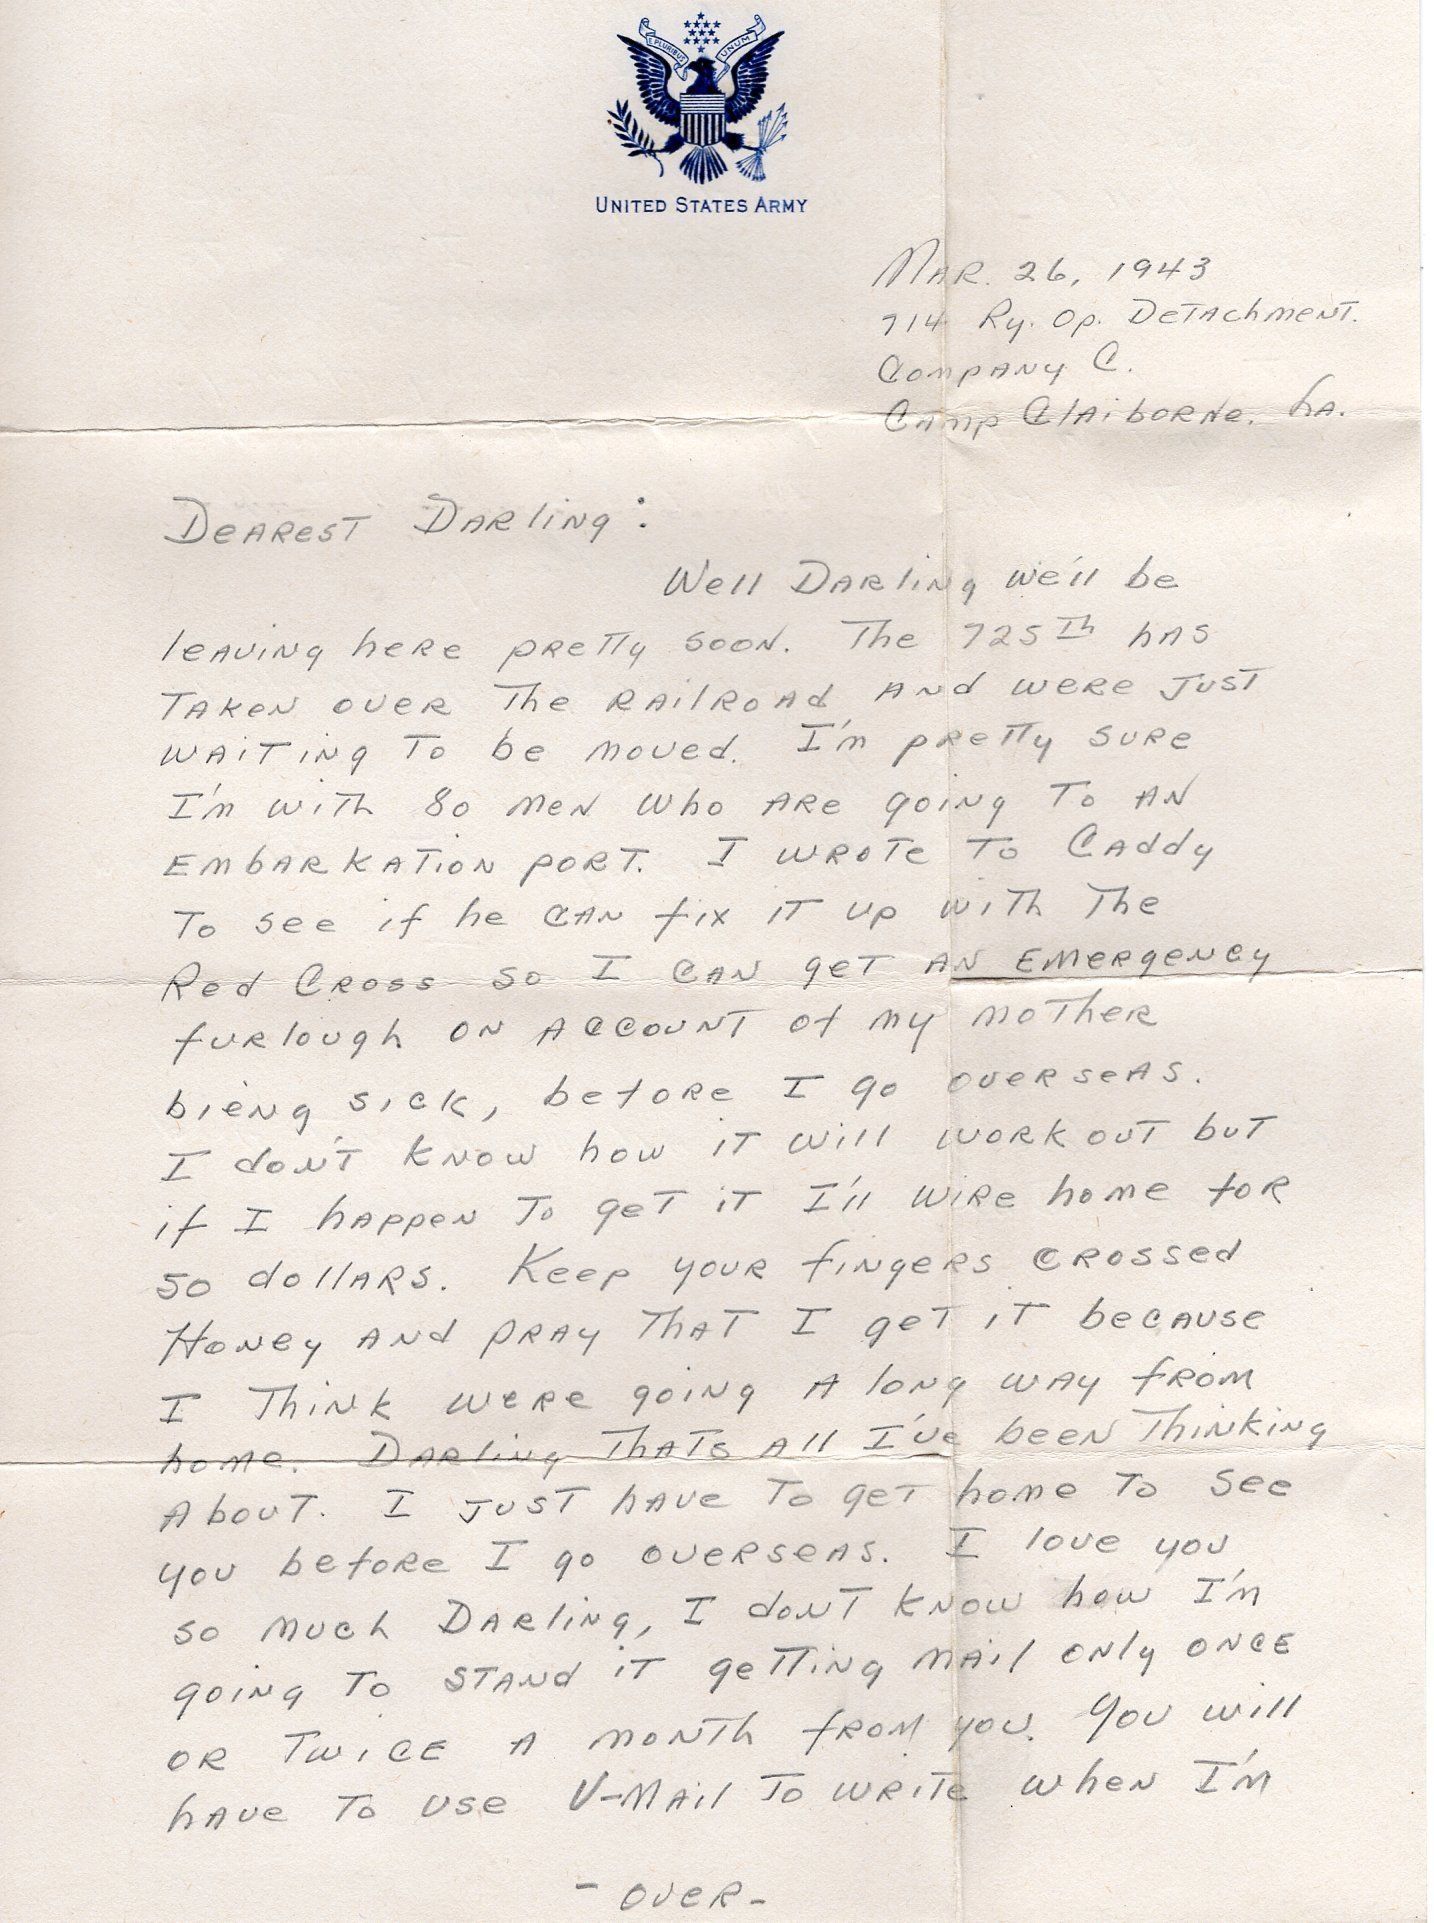 E PLURIBUS UNUM
UNITED STATES ARMY
Mar. 26, 1943
714 Ry. Op. Detachment.
Company C.
Camp Claiborne, La.
Dearest Darling:
Well Darling we'll be
leaving here pretty soon. The 725th has
taken over the railroad and were just
waiting to be moved. I'm pretty sure
I'm with 80 men who are going to an
embarkation port. I wrote to Caddy
to see if he can fix it up with the
Red Cross so I can get an emergency
furlough on account of my mother
bieng sick, before I go overseas.
I don't know how it will work out but
if I happen to get it I'll wire home for
50 dollars. Keep your fingers crossed
Honey and pray that I get it because
I think were going a long way from
home. Darling thats all I've been thinking
about. I just have to get home to see
you before I go overseas. I love you
so much Darling, I dont know how I'm
going to stand it getting mail only once
or twice a month from you. You will
have to use V-Mail to write when I'm
- over -